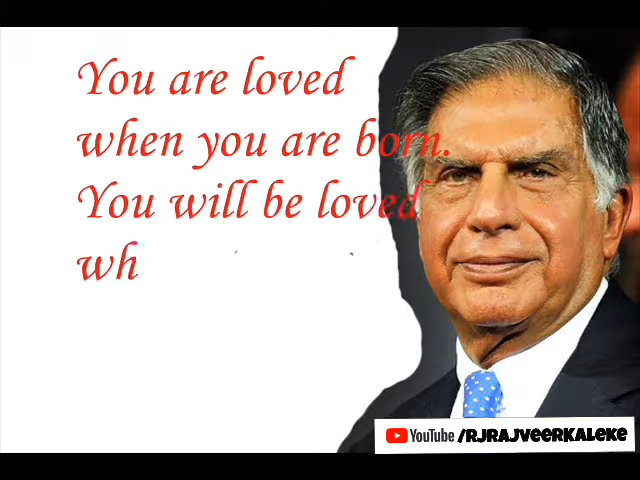 You are loved
when you are born.
You will be loved
wh
YouTube /RJRAJVEERKALEKE